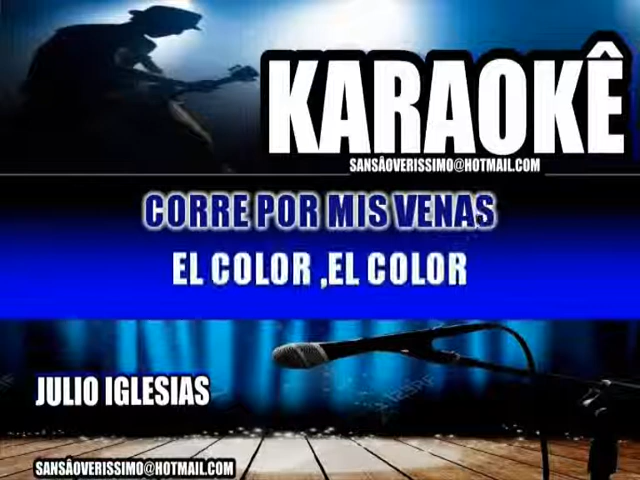 KARAOKÊ
SANSÂOVERISSIMO@HOTMAIL.COM
CORRE POR MIS VENAS
EL COLOR ,EL COLOR
JULIO IGLESIAS
SANSÂOVERISSIMO@HOTMAIL.COM